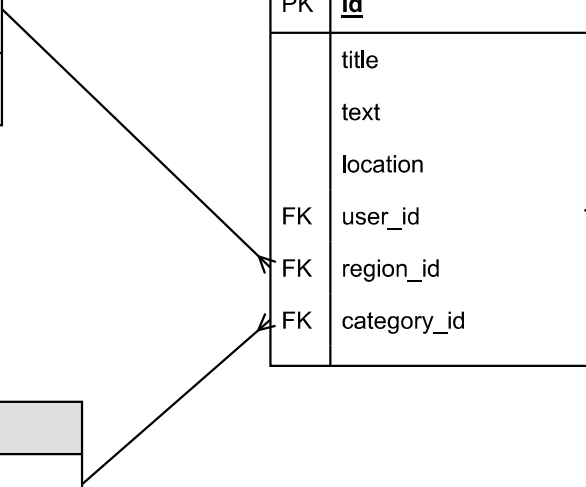 PK id
title
text
location
FK user_id
FK region_id
FK category_id